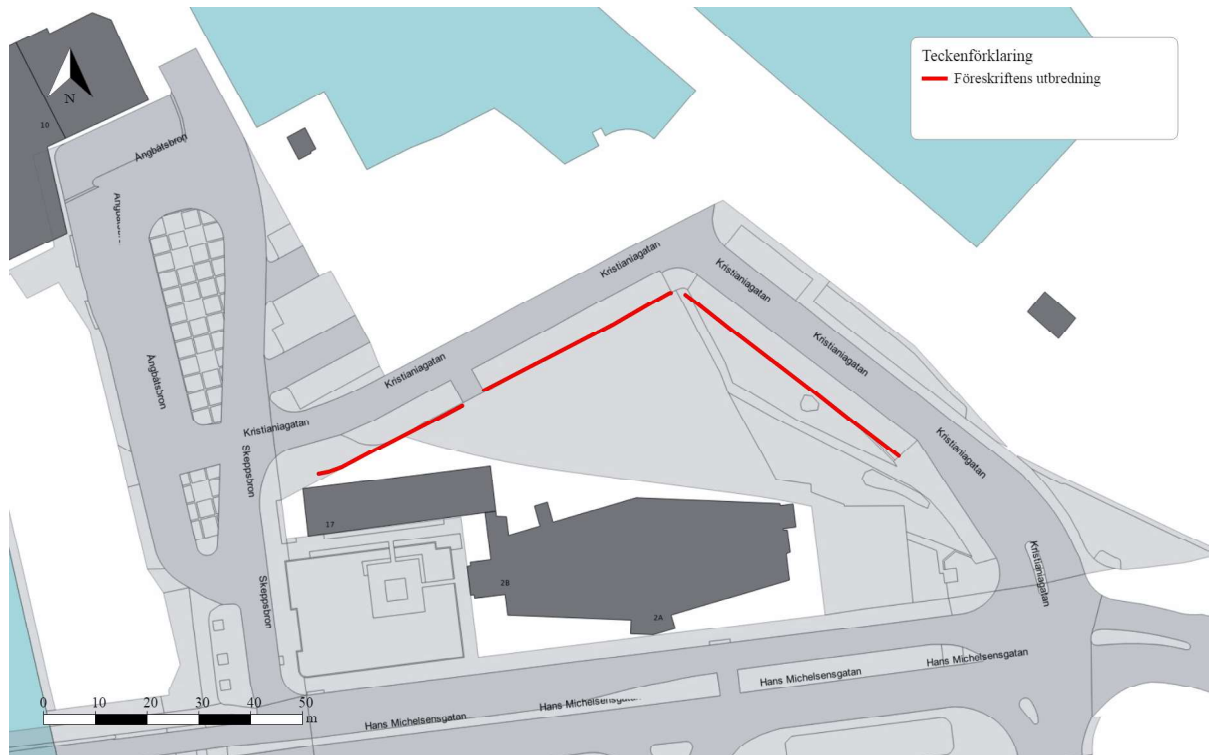 Teckenförklaring
Föreskriftens utbredning
N
10
Ångbåtsbron
Kristianiagatan
Kristianiagatan
Kristianiagatan
Kristianiagatan
Ångbåtsbron
Kristianiagatan
Kristianiagatan
Skeppsbron
17
Kristianiagatan
2B
Skeppsbron
2A
Hans Michelsensgatan
Hans Michelsensgatan
Hans Michelsensgatan
Hans Michelsensgatan
0 10 20 30 40 50
m